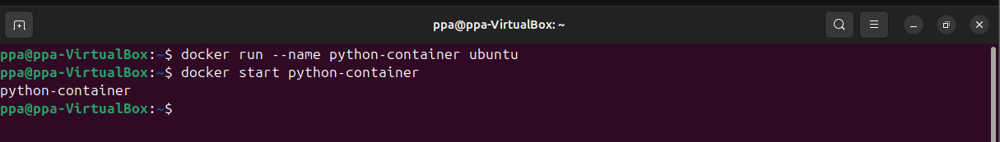 ppa@ppa-VirtualBox: ~
ppa@ppa-VirtualBox:~$ docker run --name python-container ubuntu
ppa@ppa-VirtualBox:~$ docker start python-container
python-container
ppa@ppa-VirtualBox:~$